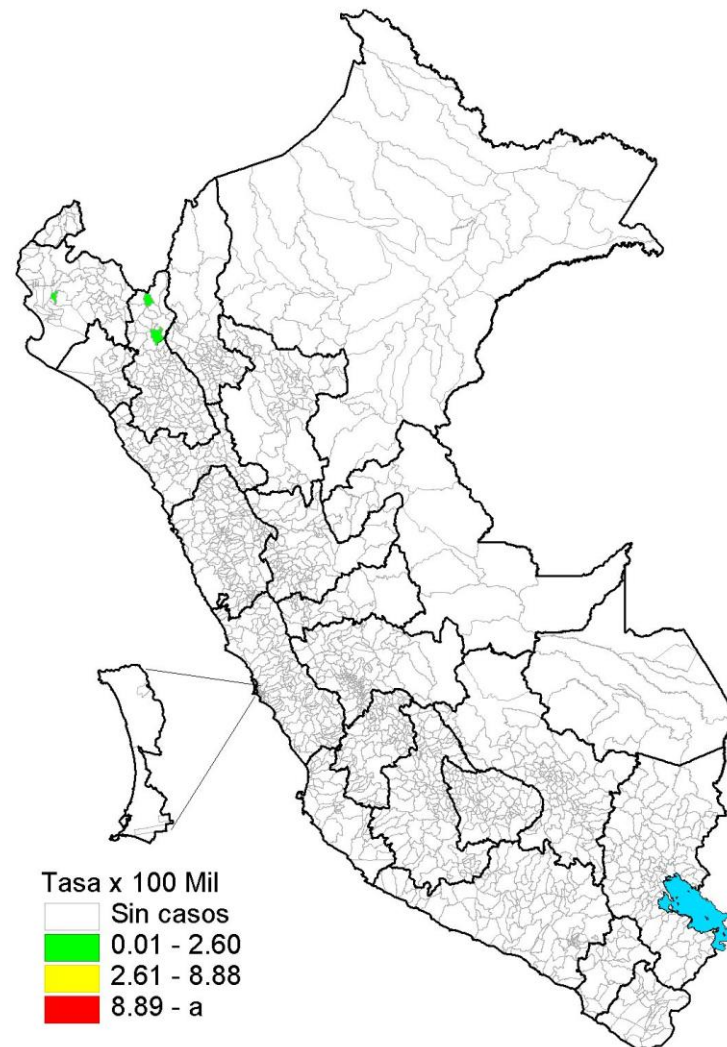 Tasa x 100 Mil
Sin casos
0.01 - 2.60
2.61 - 8.88
8.89 - a